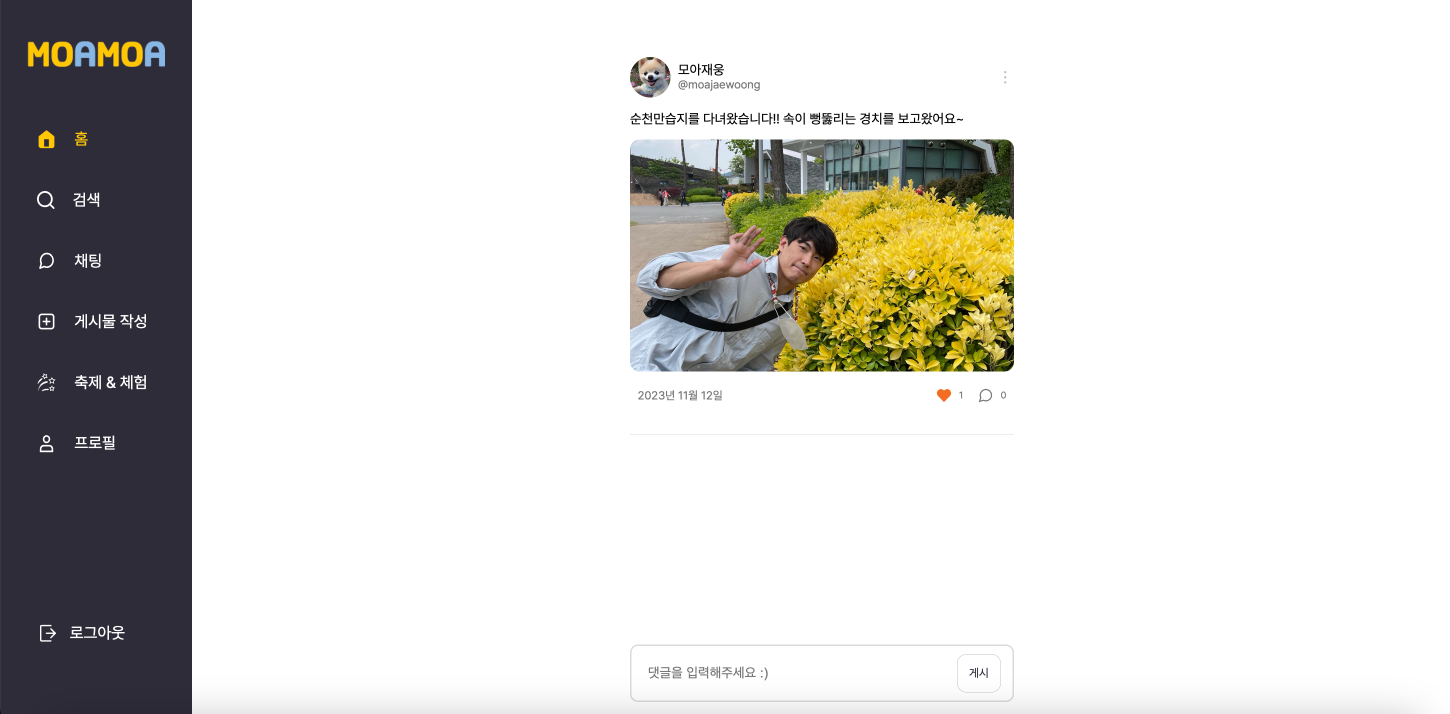 MOAMOA
홈
검색
채팅
게시물 작성
축제 & 체험
프로필
로그아웃
모아재웅
@moajaewoong
순천만습지를 다녀왔습니다!! 속이 뻥뚫리는 경치를 보고왔어요~
2023년 11월 12일
1
0
댓글을 입력해주세요 :)
게시